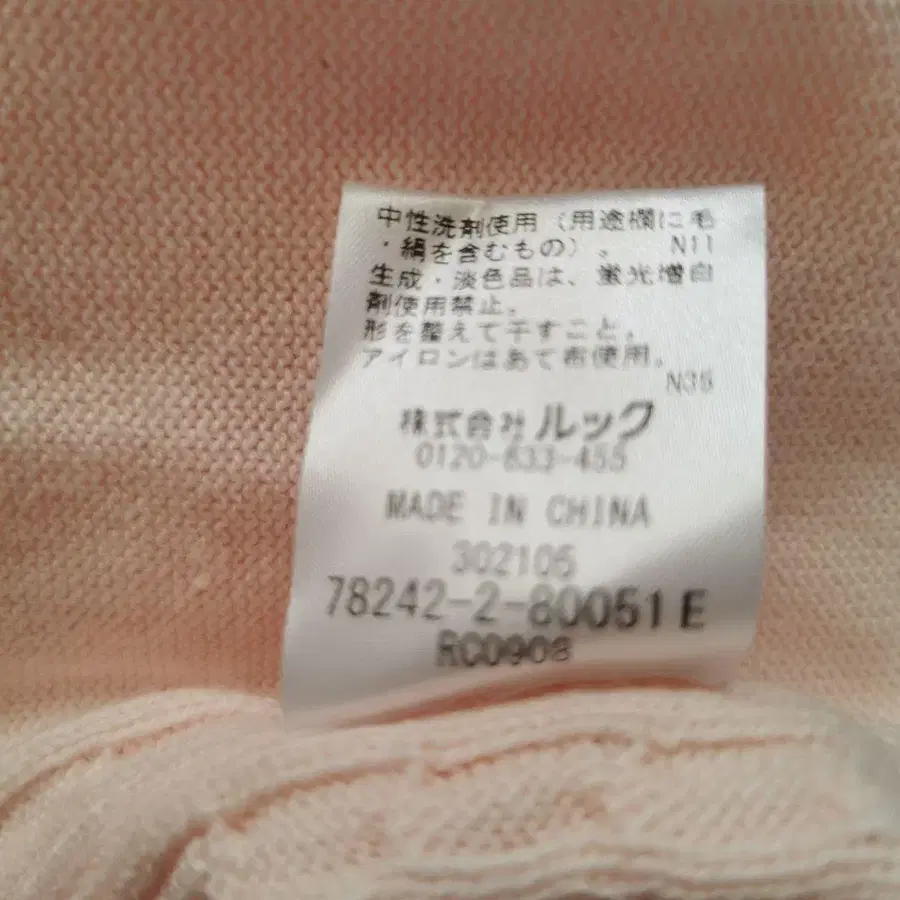 中性洗剤使用（用途欄に毛
・絹を含むもの）。 N11
生成・淡色品は、蛍光増白
剤使用禁止。
形を整えて干すこと。
アイロンはあて布使用。
N35
株式会社 ルック
0120-633-455
MADE IN CHINA
302105
78242-2-80051E
RC0908